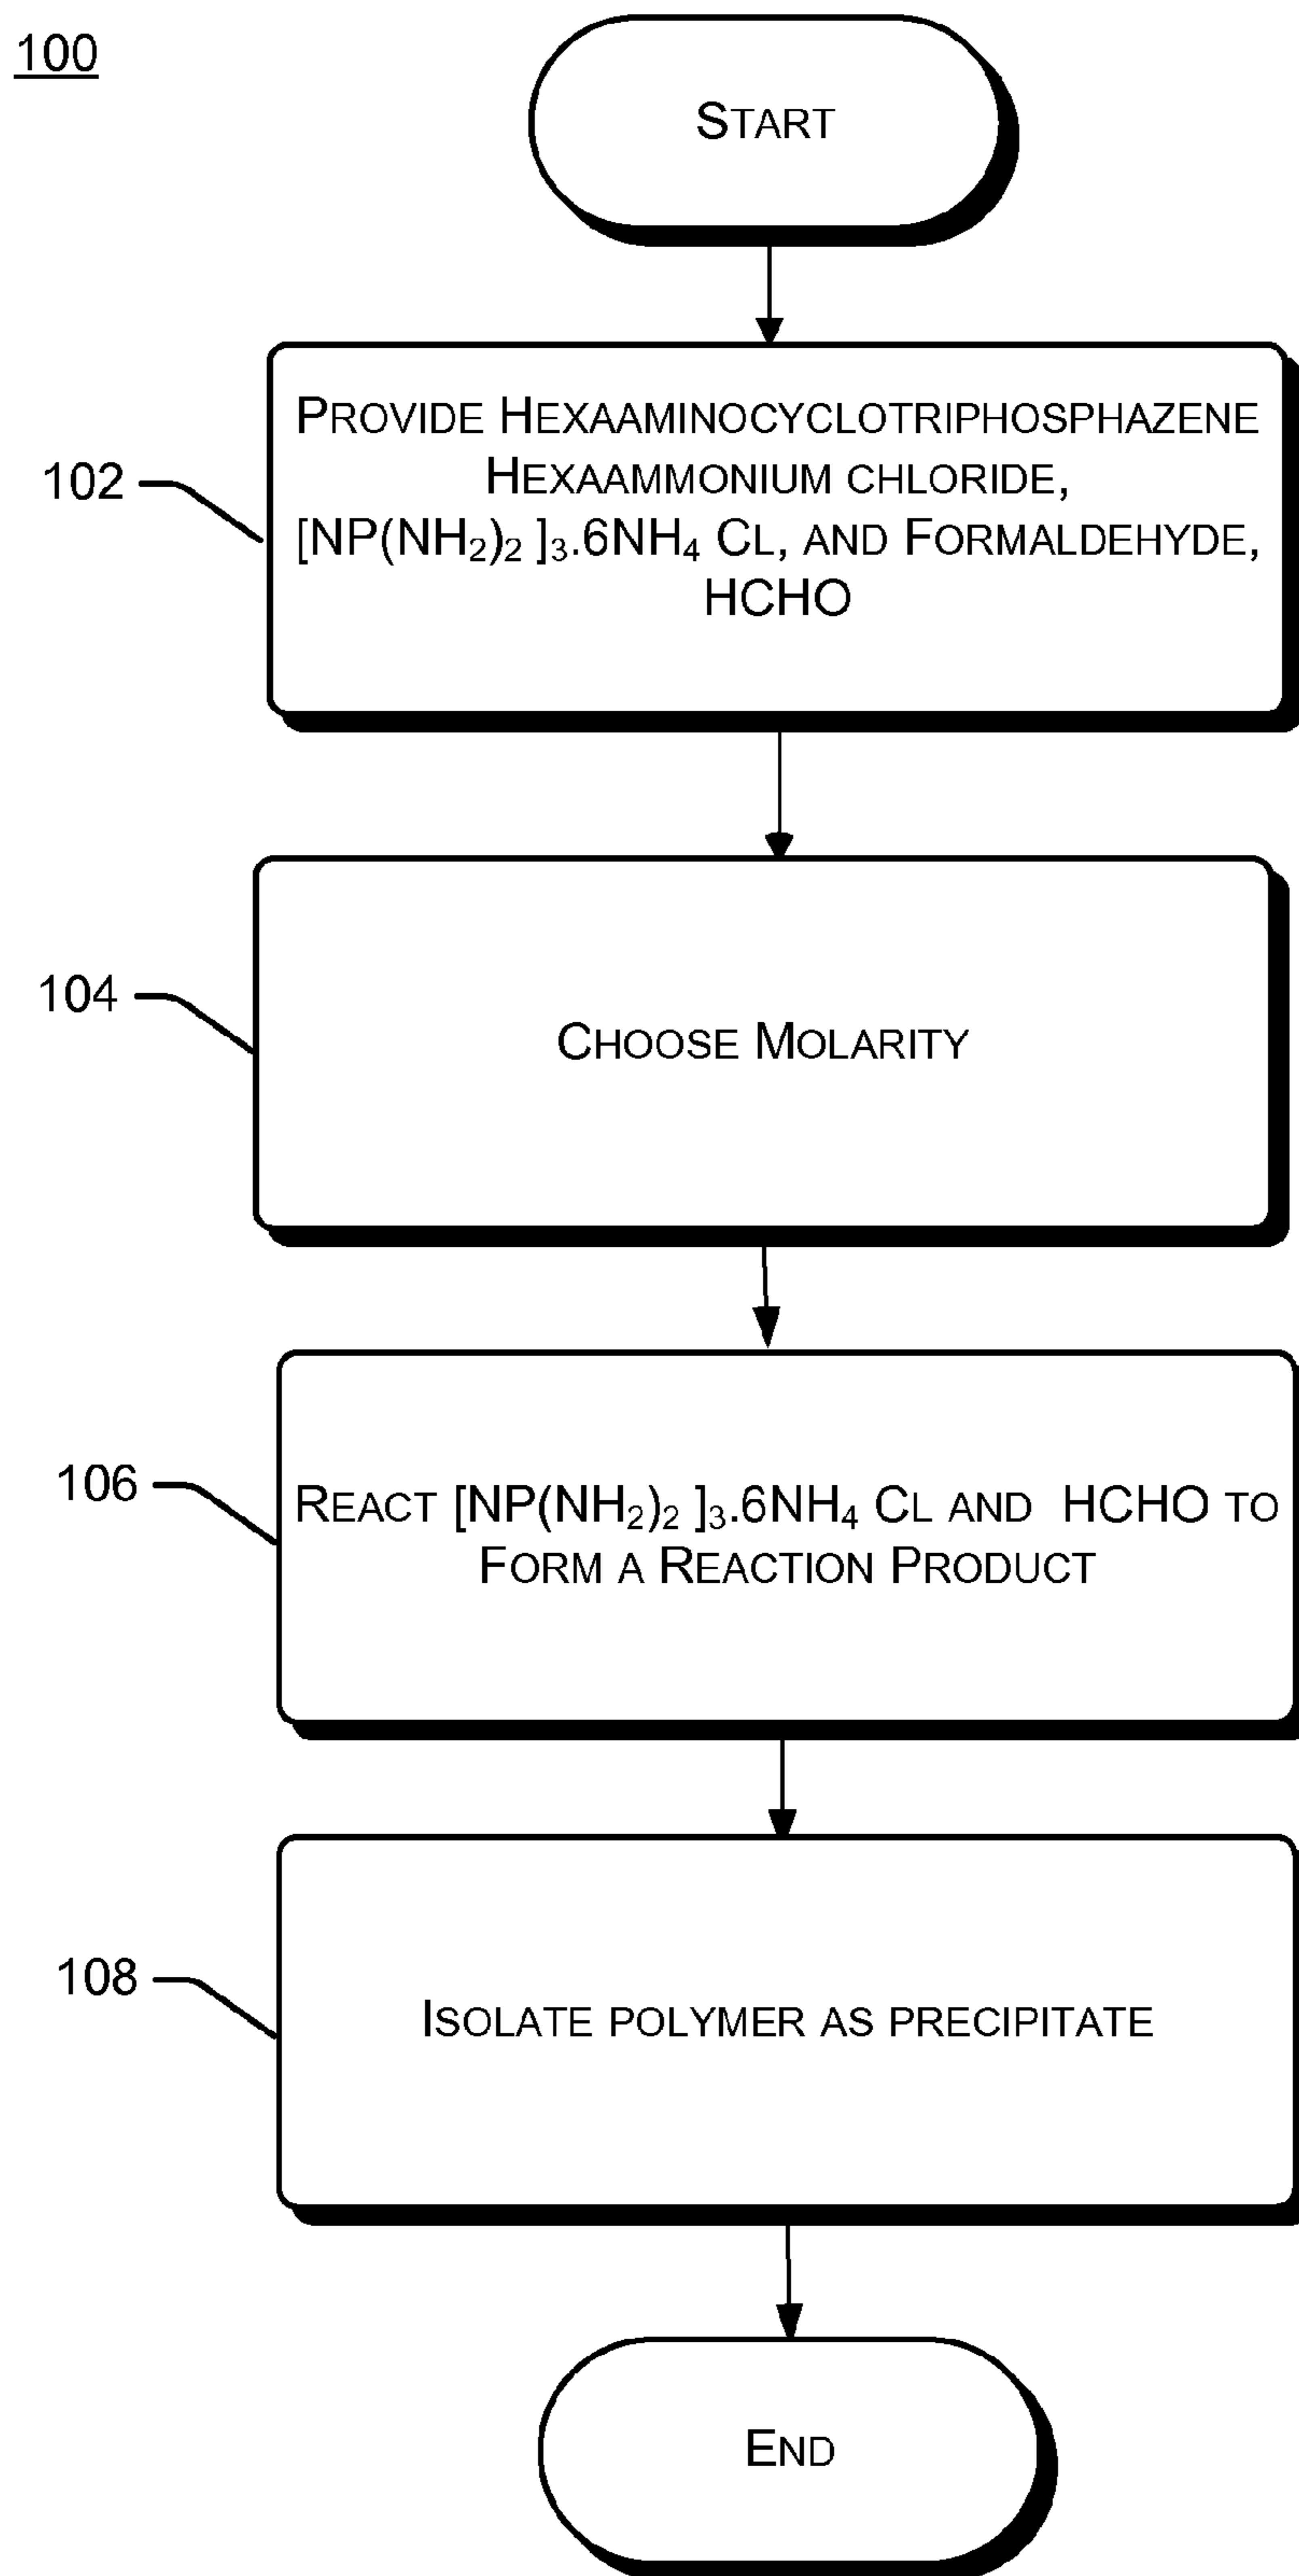 100
START
PROVIDE HEXAAMINOCYCLOTRIPHOSPHAZENE
HEXAAMMONIUM CHLORIDE,
[NP(NH₂)₂ ]₃.6NH₄ CL, AND FORMALDEHYDE,
HCHO
102
CHOOSE MOLARITY
104
REACT [NP(NH₂)₂ ]₃.6NH₄ CL AND HCHO TO
FORM A REACTION PRODUCT
106
ISOLATE POLYMER AS PRECIPITATE
108
END